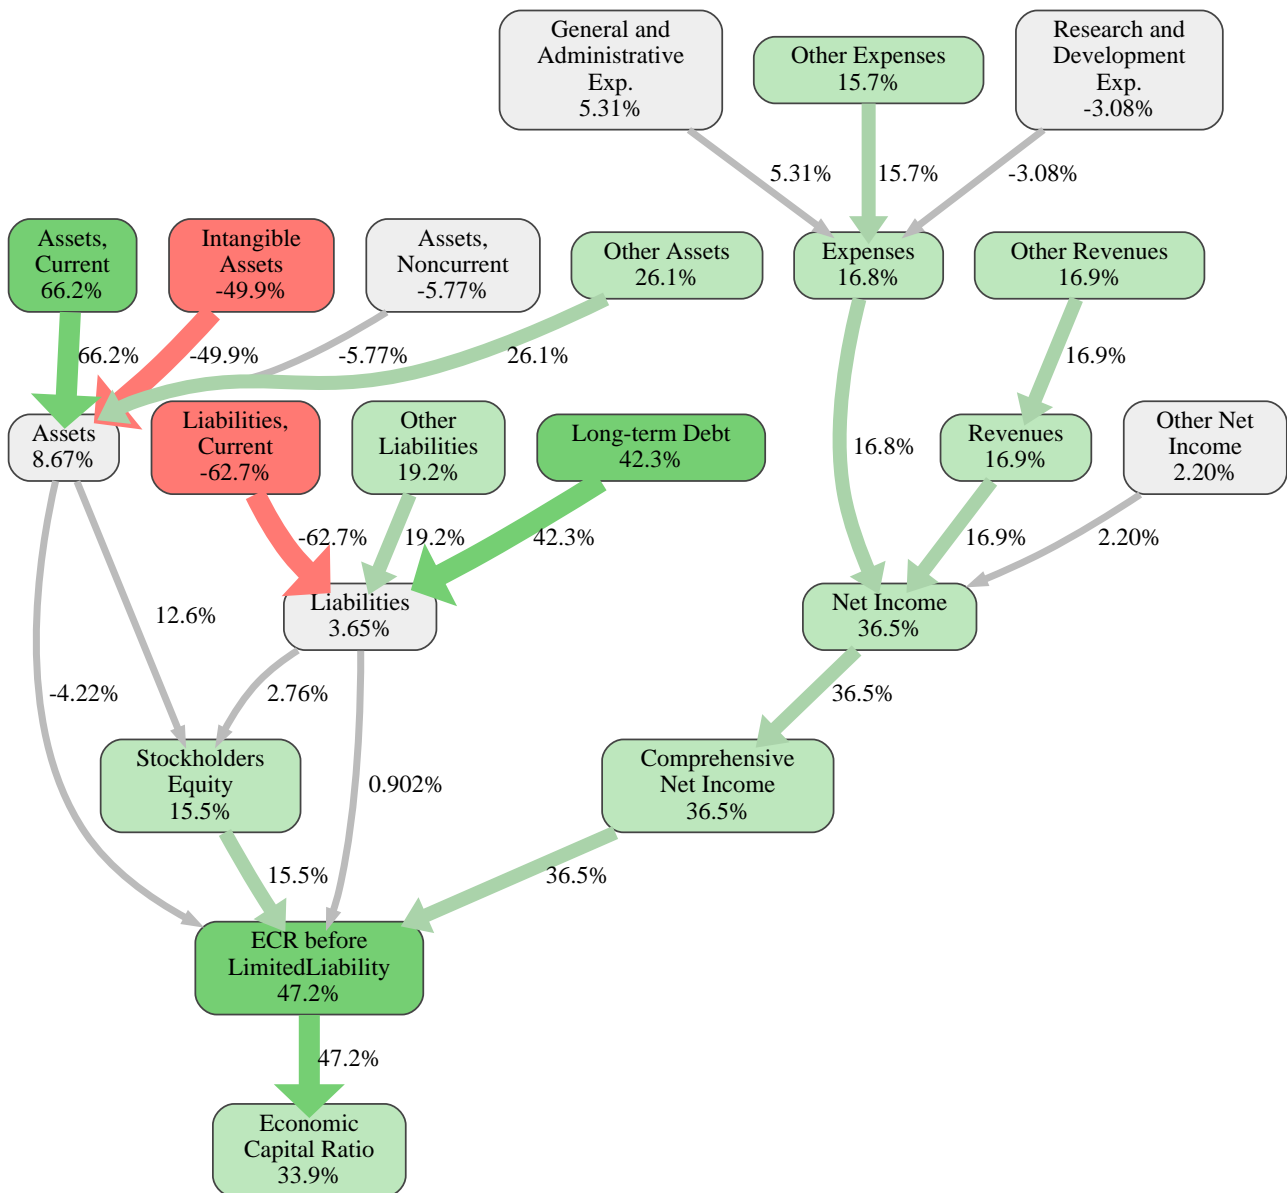 General and
Administrative
Exp.
5.31%
Other Expenses
15.7%
Research and
Development
Exp.
-3.08%
5.31%
15.7%
-3.08%
Assets,
Current
66.2%
Intangible
Assets
-49.9%
Assets,
Noncurrent
-5.77%
Other Assets
26.1%
Expenses
16.8%
Other Revenues
16.9%
66.2%
-49.9%
-5.77%
26.1%
16.9%
Assets
8.67%
Liabilities,
Current
-62.7%
Other
Liabilities
19.2%
Long-term Debt
42.3%
16.8%
Revenues
16.9%
Other Net
Income
2.20%
-62.7%
19.2%
42.3%
16.9%
2.20%
12.6%
Liabilities
3.65%
Net Income
36.5%
-4.22%
2.76%
36.5%
Stockholders
Equity
15.5%
0.902%
Comprehensive
Net Income
36.5%
15.5%
36.5%
ECR before
LimitedLiability
47.2%
47.2%
Economic
Capital Ratio
33.9%